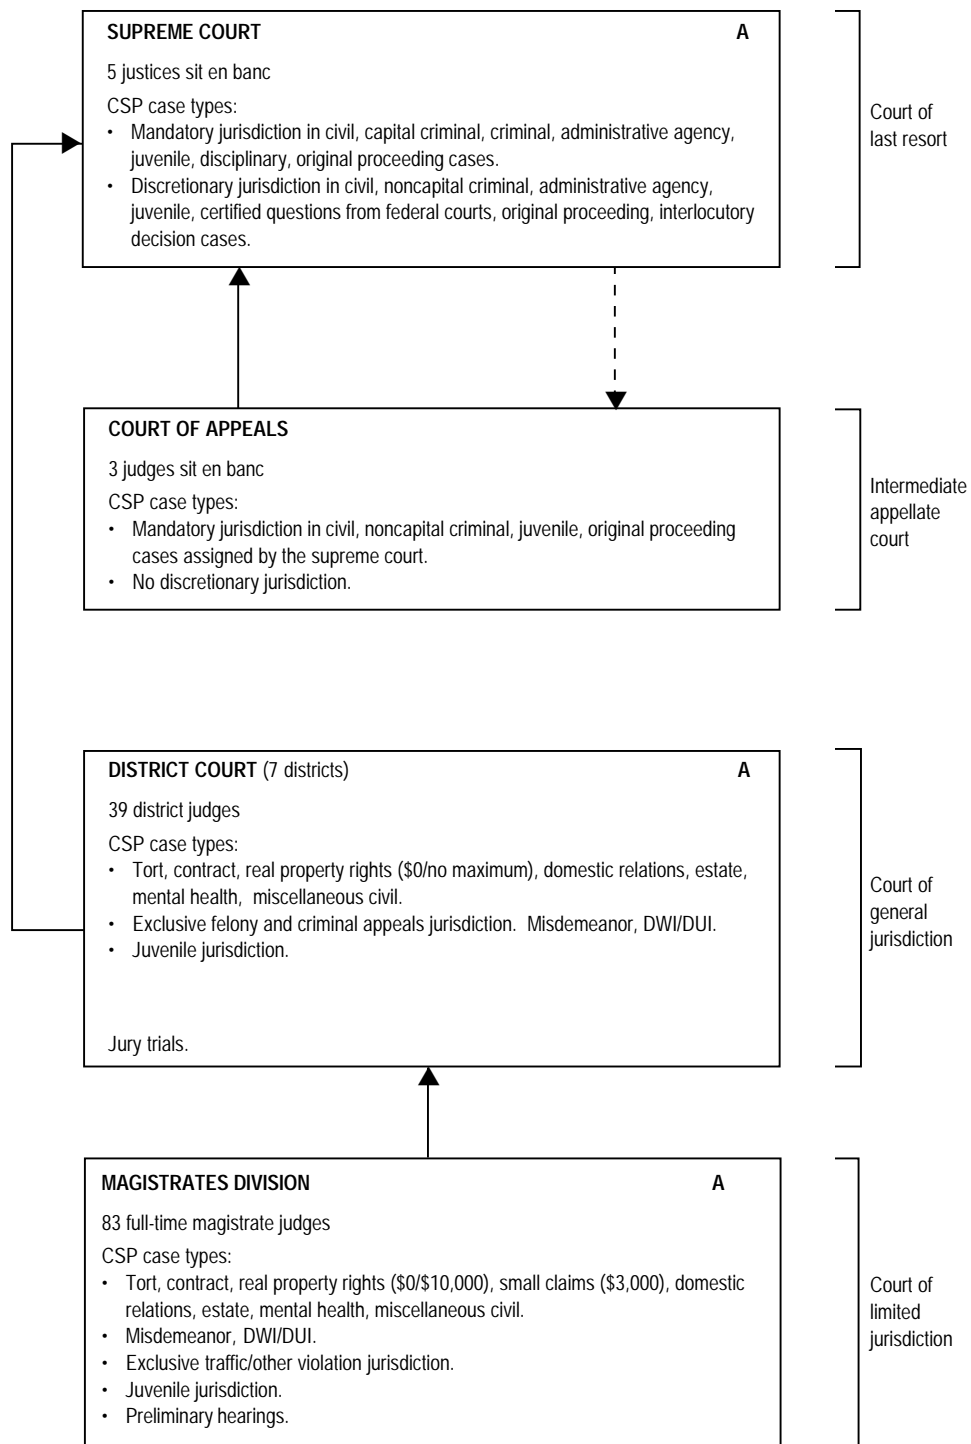 SUPREME COURT A
5 justices sit en banc
CSP case types:
• Mandatory jurisdiction in civil, capital criminal, criminal, administrative agency,
juvenile, disciplinary, original proceeding cases.
• Discretionary jurisdiction in civil, noncapital criminal, administrative agency,
juvenile, certified questions from federal courts, original proceeding, interlocutory
decision cases.
Court of
last resort
COURT OF APPEALS
3 judges sit en banc
CSP case types:
• Mandatory jurisdiction in civil, noncapital criminal, juvenile, original proceeding
cases assigned by the supreme court.
• No discretionary jurisdiction.
Intermediate
appellate
court
DISTRICT COURT (7 districts) A
39 district judges
CSP case types:
• Tort, contract, real property rights ($0/no maximum), domestic relations, estate,
mental health, miscellaneous civil.
• Exclusive felony and criminal appeals jurisdiction. Misdemeanor, DWI/DUI.
• Juvenile jurisdiction.
Jury trials.
Court of
general
jurisdiction
MAGISTRATES DIVISION A
83 full-time magistrate judges
CSP case types:
• Tort, contract, real property rights ($0/$10,000), small claims ($3,000), domestic
relations, estate, mental health, miscellaneous civil.
• Misdemeanor, DWI/DUI.
• Exclusive traffic/other violation jurisdiction.
• Juvenile jurisdiction.
• Preliminary hearings.
Court of
limited
jurisdiction